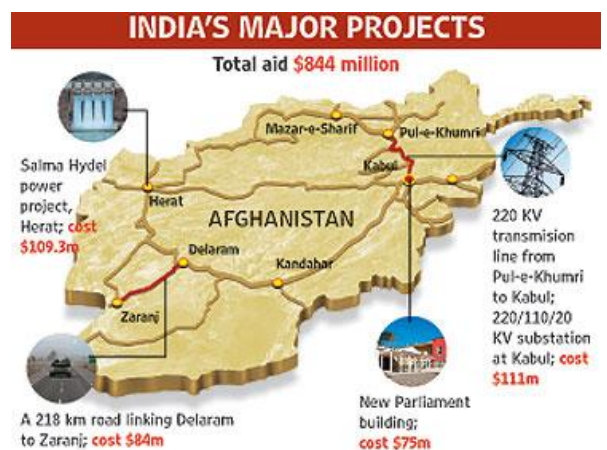 INDIA'S MAJOR PROJECTS
Total aid $844 million
Mazar-e-Sharif
Pul-e-Khumri
Kabul
Salma Hydel
power
project,
Herat; cost
$109.3m
Herat
AFGHANISTAN
Delaram
Kandahar
Zaranj
220 KV
transmision
line from
Pul-e-Khumri
to Kabul;
220/110/20
KV substation
at Kabul; cost
$111m
A 218 km road linking Delaram
to Zaranj; cost $84m
New Parliament
building;
cost $75m